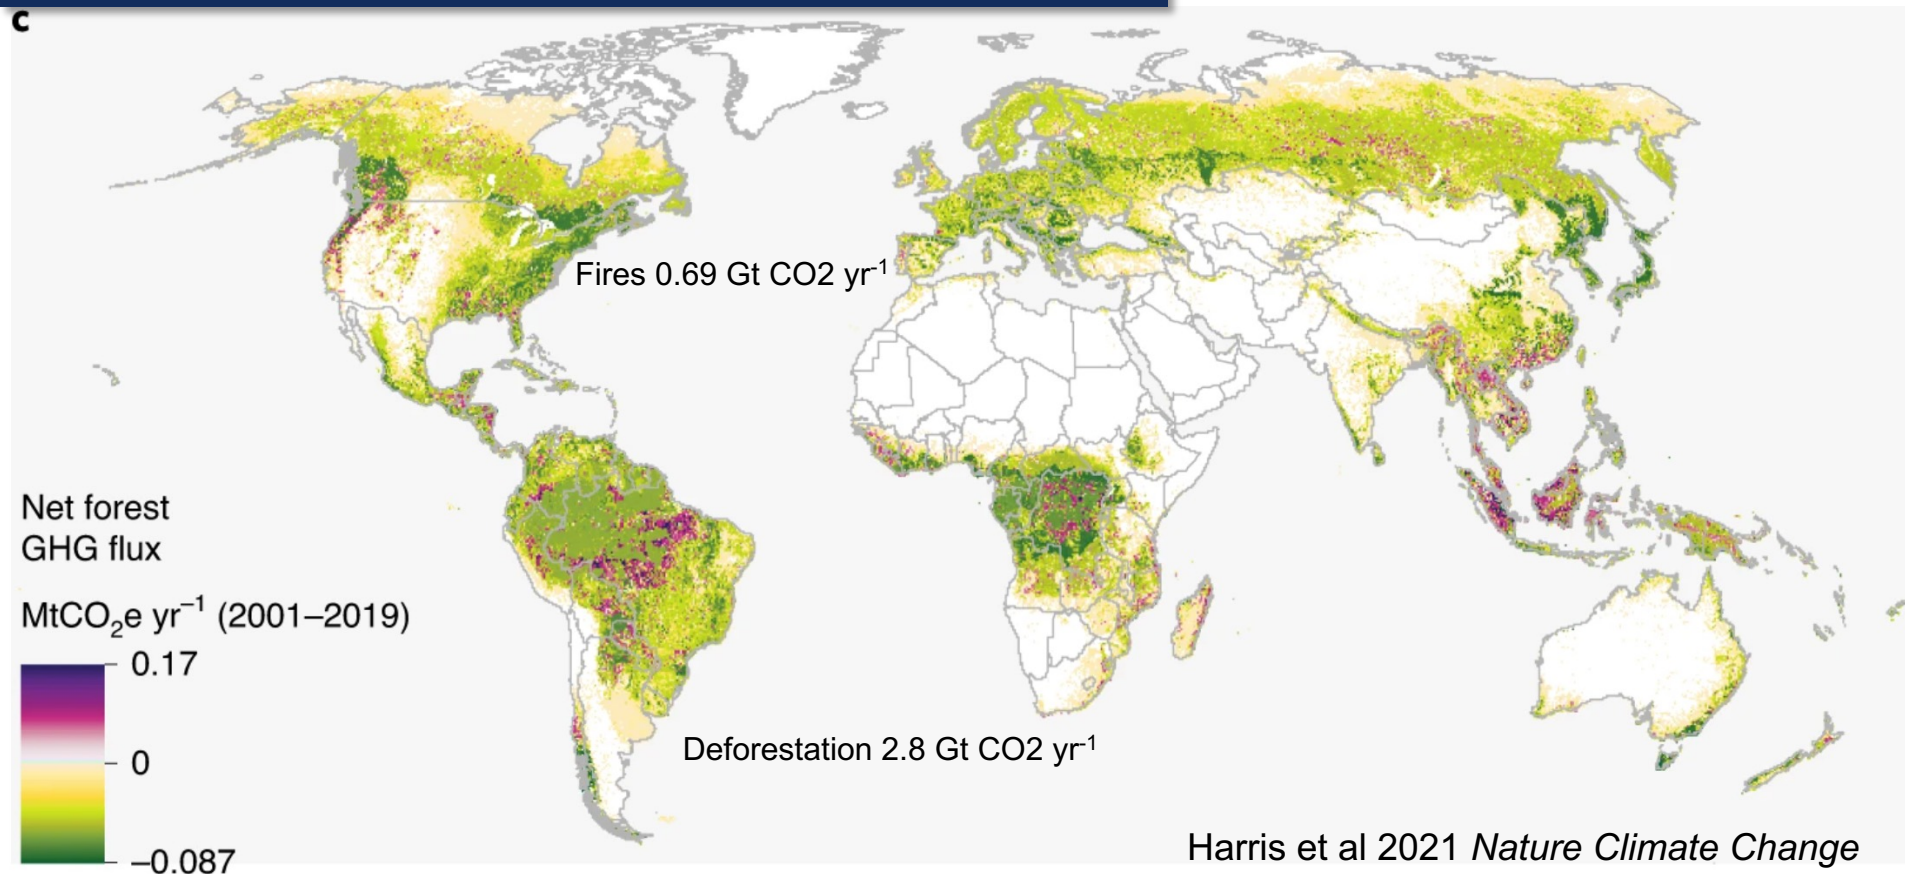 c
Fires 0.69 Gt CO2 yr⁻¹
Net forest
GHG flux
MtCO₂e yr⁻¹ (2001–2019)
0.17
0
–0.087
Deforestation 2.8 Gt CO2 yr⁻¹
Harris et al 2021 Nature Climate Change